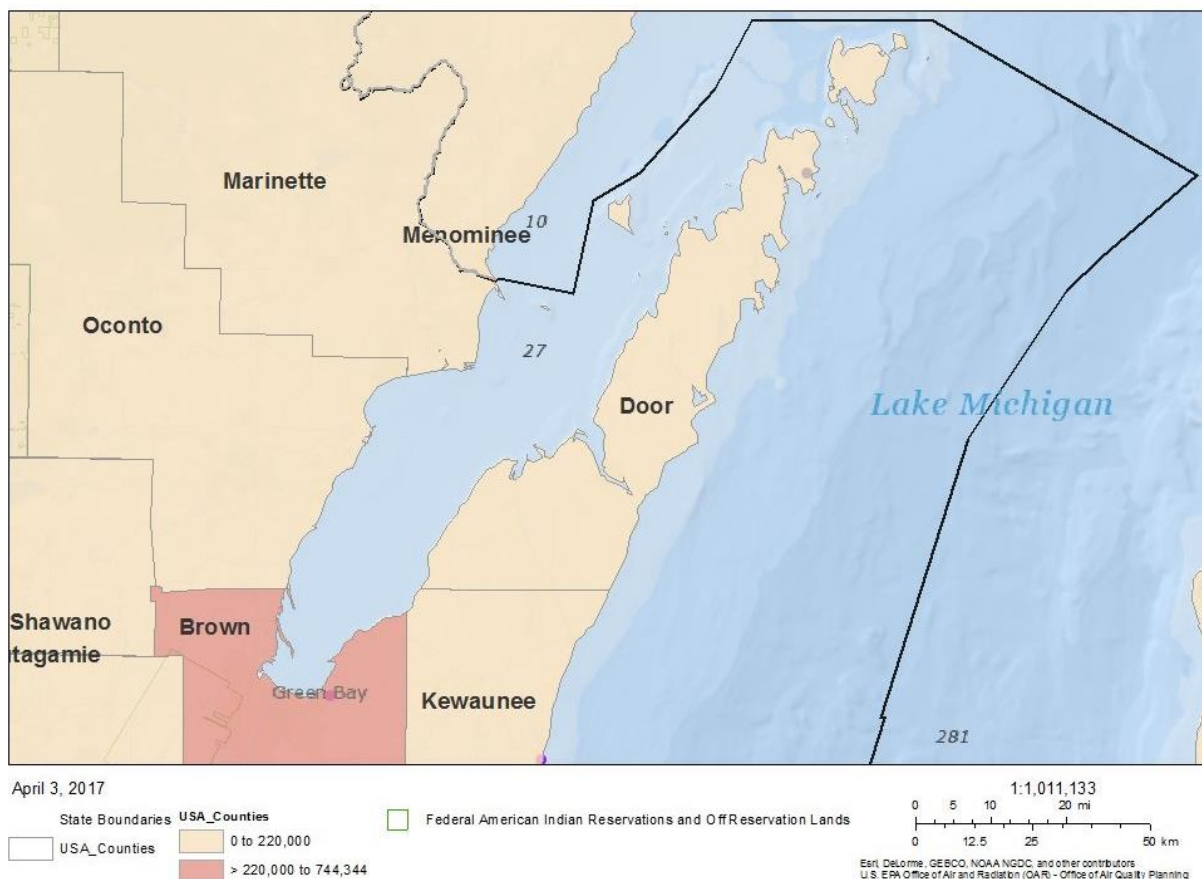 Marinette
10
Menominee
Oconto
27
Door
Lake Michigan
Shawano
Brown
ntagamie
Green Bay
Kewaunee
281
April 3, 2017
1:1,011,133
State Boundaries
USA_Counties
USA_Counties
0 to 220,000
> 220,000 to 744,344
Federal American Indian Reservations and Off Reservation Lands
0 5 10 20 mi
0 12.5 25 50 km
Esri, DeLorme, GEBCO, NOAA NGDC, and other contributors
U.S. EPA Office of Air and Radiation (OAR) - Office of Air Quality Planning